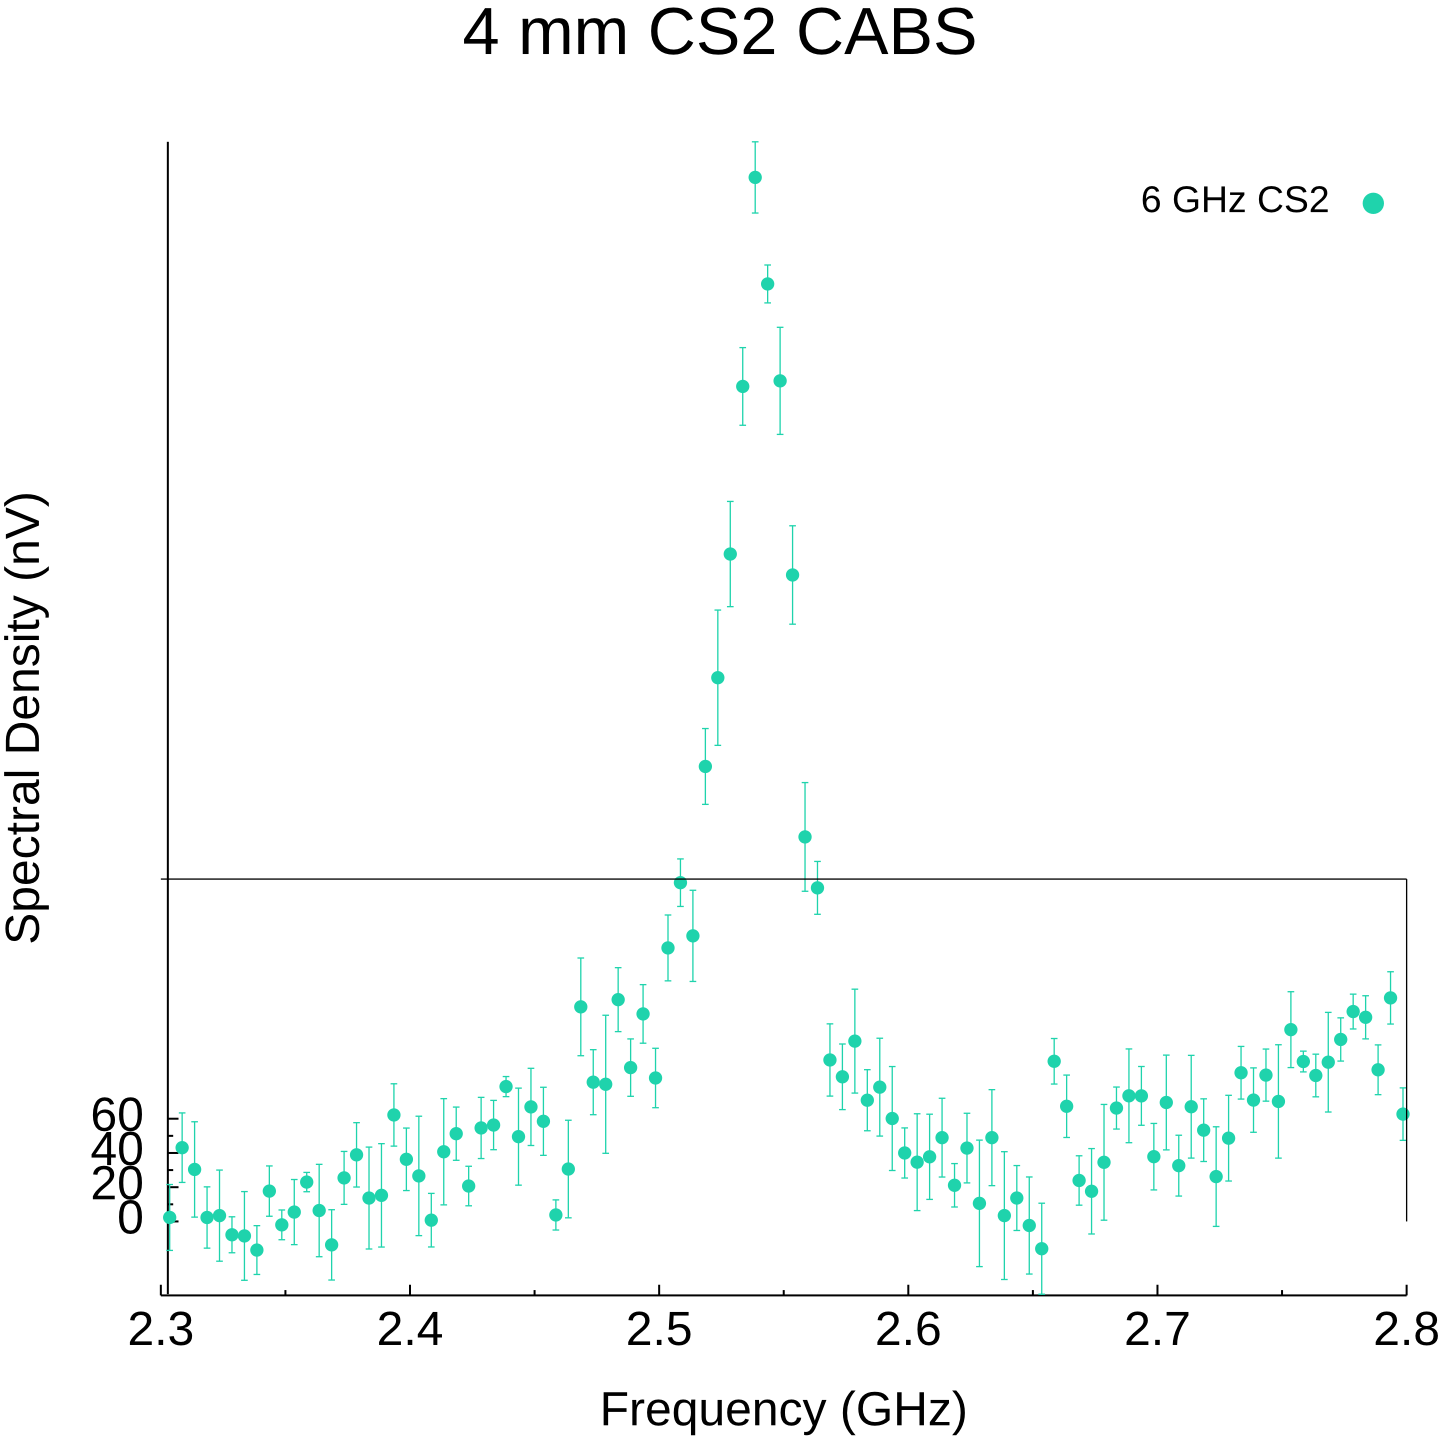 4 mm CS2 CABS
6 GHz CS2
Spectral Density (nV)
60
40
20
0
2.3 2.4 2.5 2.6 2.7 2.8
Frequency (GHz)